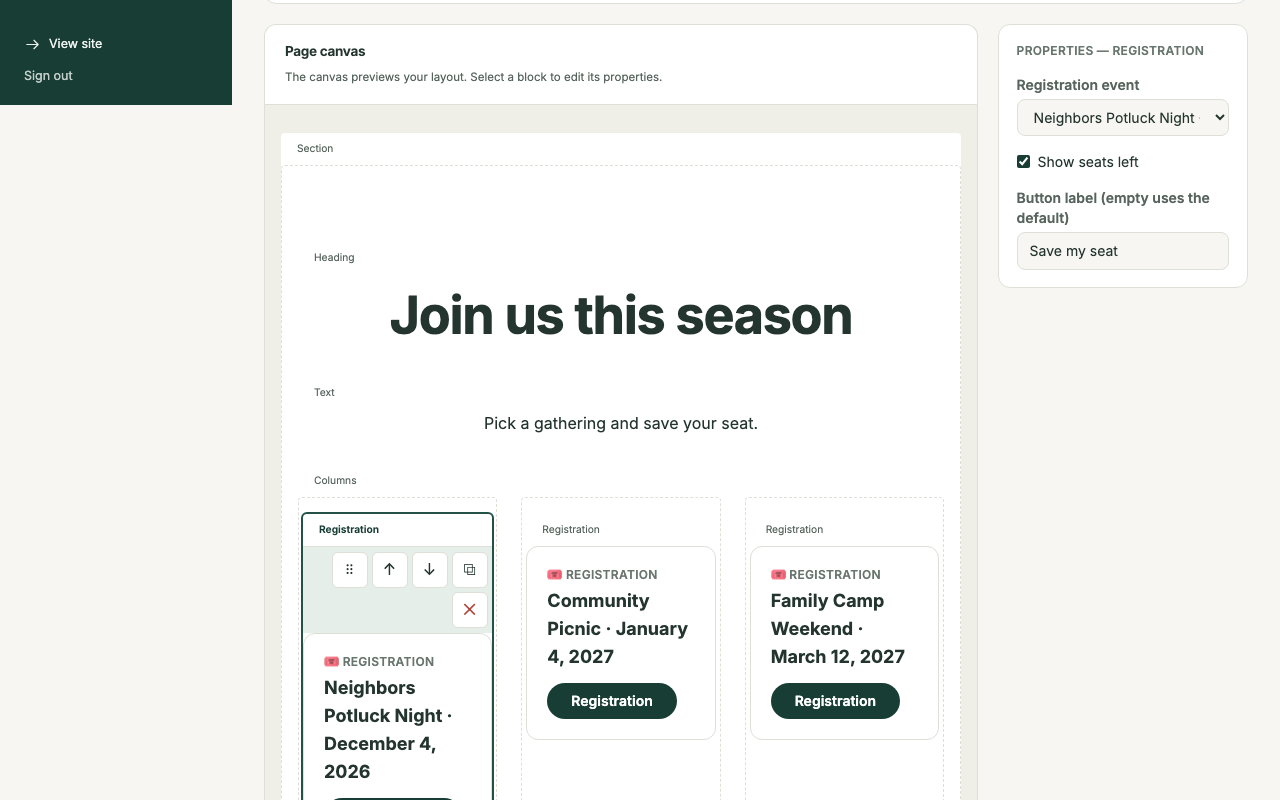 View site
Sign out
Page canvas
The canvas previews your layout. Select a block to edit its properties.
Section
Heading
Join us this season
Text
Pick a gathering and save your seat.
Columns
Registration
REGISTRATION
Neighbors
Potluck Night ·
December 4,
2026
Registration
REGISTRATION
Community
Picnic · January
4, 2027
Registration
Registration
REGISTRATION
Family Camp
Weekend ·
March 12, 2027
Registration
PROPERTIES — REGISTRATION
Registration event
Neighbors Potluck Night
Show seats left
Button label (empty uses the
default)
Save my seat